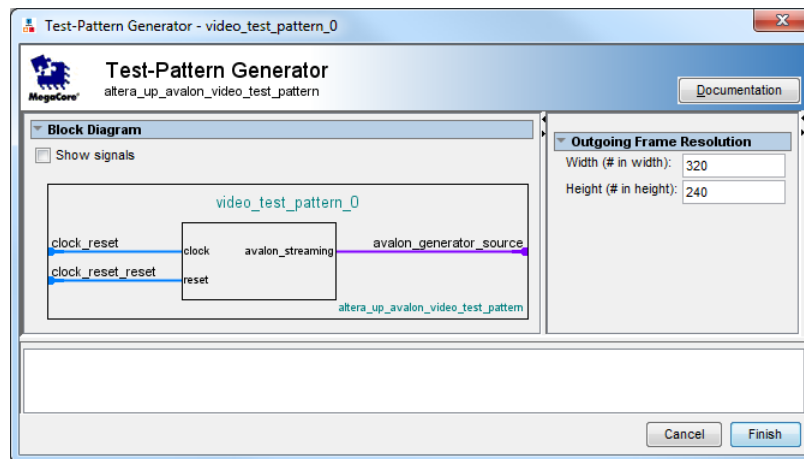 Test-Pattern Generator - video_test_pattern_0
Test-Pattern Generator
altera_up_avalon_video_test_pattern
MegaCore®
Documentation
Block Diagram
Show signals
video_test_pattern_0
clock_reset
clock
avalon_streaming
avalon_generator_source
clock_reset_reset
reset
altera_up_avalon_video_test_pattern
Outgoing Frame Resolution
Width (# in width): 320
Height (# in height): 240
Cancel
Finish